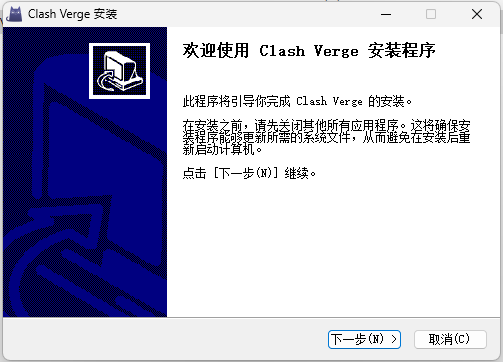 Clash Verge 安装
欢迎使用 Clash Verge 安装程序
此程序将引导你完成 Clash Verge 的安装。
在安装之前，请先关闭其他所有应用程序。这将确保安
装程序能够更新所需的系统文件，从而避免在安装后重
新启动计算机。
点击 [下一步(N)] 继续。
下一步(N) >
取消(C)